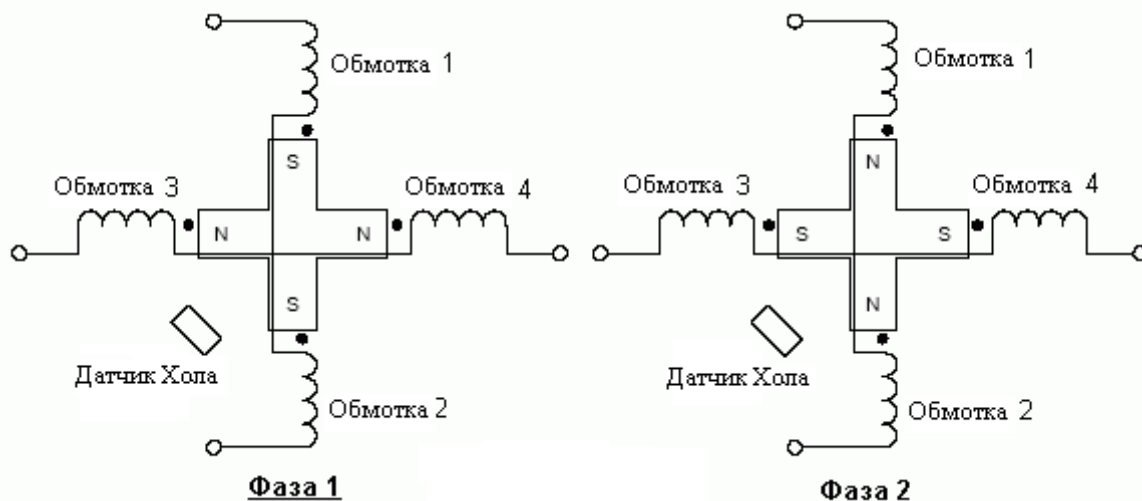 Обмотка 1
S
Обмотка 3
Обмотка 4
N
N
S
Датчик Хола
Обмотка 2
Фаза 1
Обмотка 1
N
Обмотка 3
Обмотка 4
S
S
N
Датчик Хола
Обмотка 2
Фаза 2